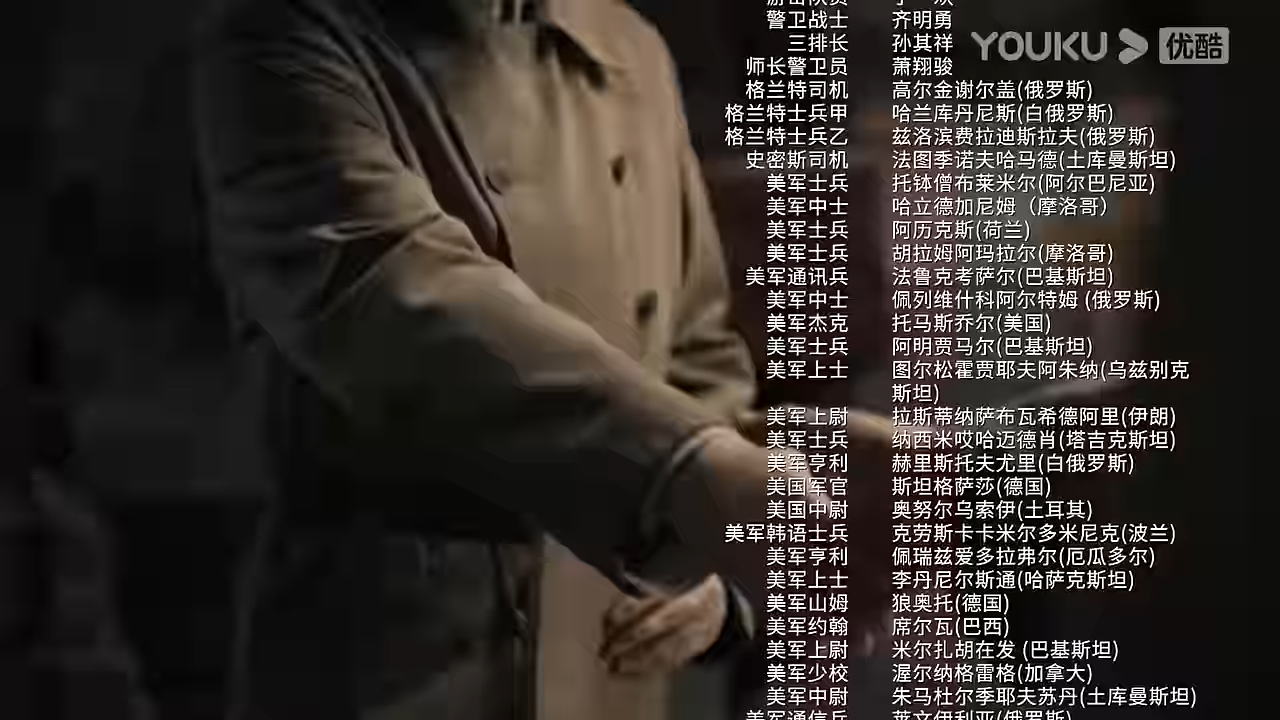 YOUKU 优酷
警卫战士 齐明勇
三排长 孙其祥
师长警卫员 萧翔骏
格兰特司机 高尔金谢尔盖(俄罗斯)
格兰特士兵甲 哈兰库丹尼斯(白俄罗斯)
格兰特士兵乙 兹洛滨费拉迪斯拉夫(俄罗斯)
史密斯司机 法图季诺夫哈马德(土库曼斯坦)
美军士兵 托钵僧布莱米尔(阿尔巴尼亚)
美军中士 哈立德加尼姆（摩洛哥）
美军士兵 阿历克斯(荷兰)
美军士兵 胡拉姆阿玛拉尔(摩洛哥)
美军通讯兵 法鲁克考萨尔(巴基斯坦)
美军中士 佩列维什科阿尔特姆 (俄罗斯)
美军杰克 托马斯乔尔(美国)
美军士兵 阿明贾马尔(巴基斯坦)
美军上士 图尔松霍贾耶夫阿朱纳(乌兹别克
斯坦)
美军上尉 拉斯蒂纳萨布瓦希德阿里(伊朗)
美军士兵 纳西米哎哈迈德肖(塔吉克斯坦)
美军亨利 赫里斯托夫尤里(白俄罗斯)
美国军官 斯坦格萨莎(德国)
美国中尉 奥努尔乌索伊(土耳其)
美军韩语士兵 克劳斯卡卡米尔多米尼克(波兰)
美军亨利 佩瑞兹爱多拉弗尔(厄瓜多尔)
美军上士 李丹尼尔斯通(哈萨克斯坦)
美军山姆 狼奥托(德国)
美军约翰 席尔瓦(巴西)
美军上尉 米尔扎胡在发 (巴基斯坦)
美军少校 渥尔纳格雷格(加拿大)
美军中尉 朱马杜尔季耶夫苏丹(土库曼斯坦)
美军通信兵 莱文伊利亚(俄罗斯)